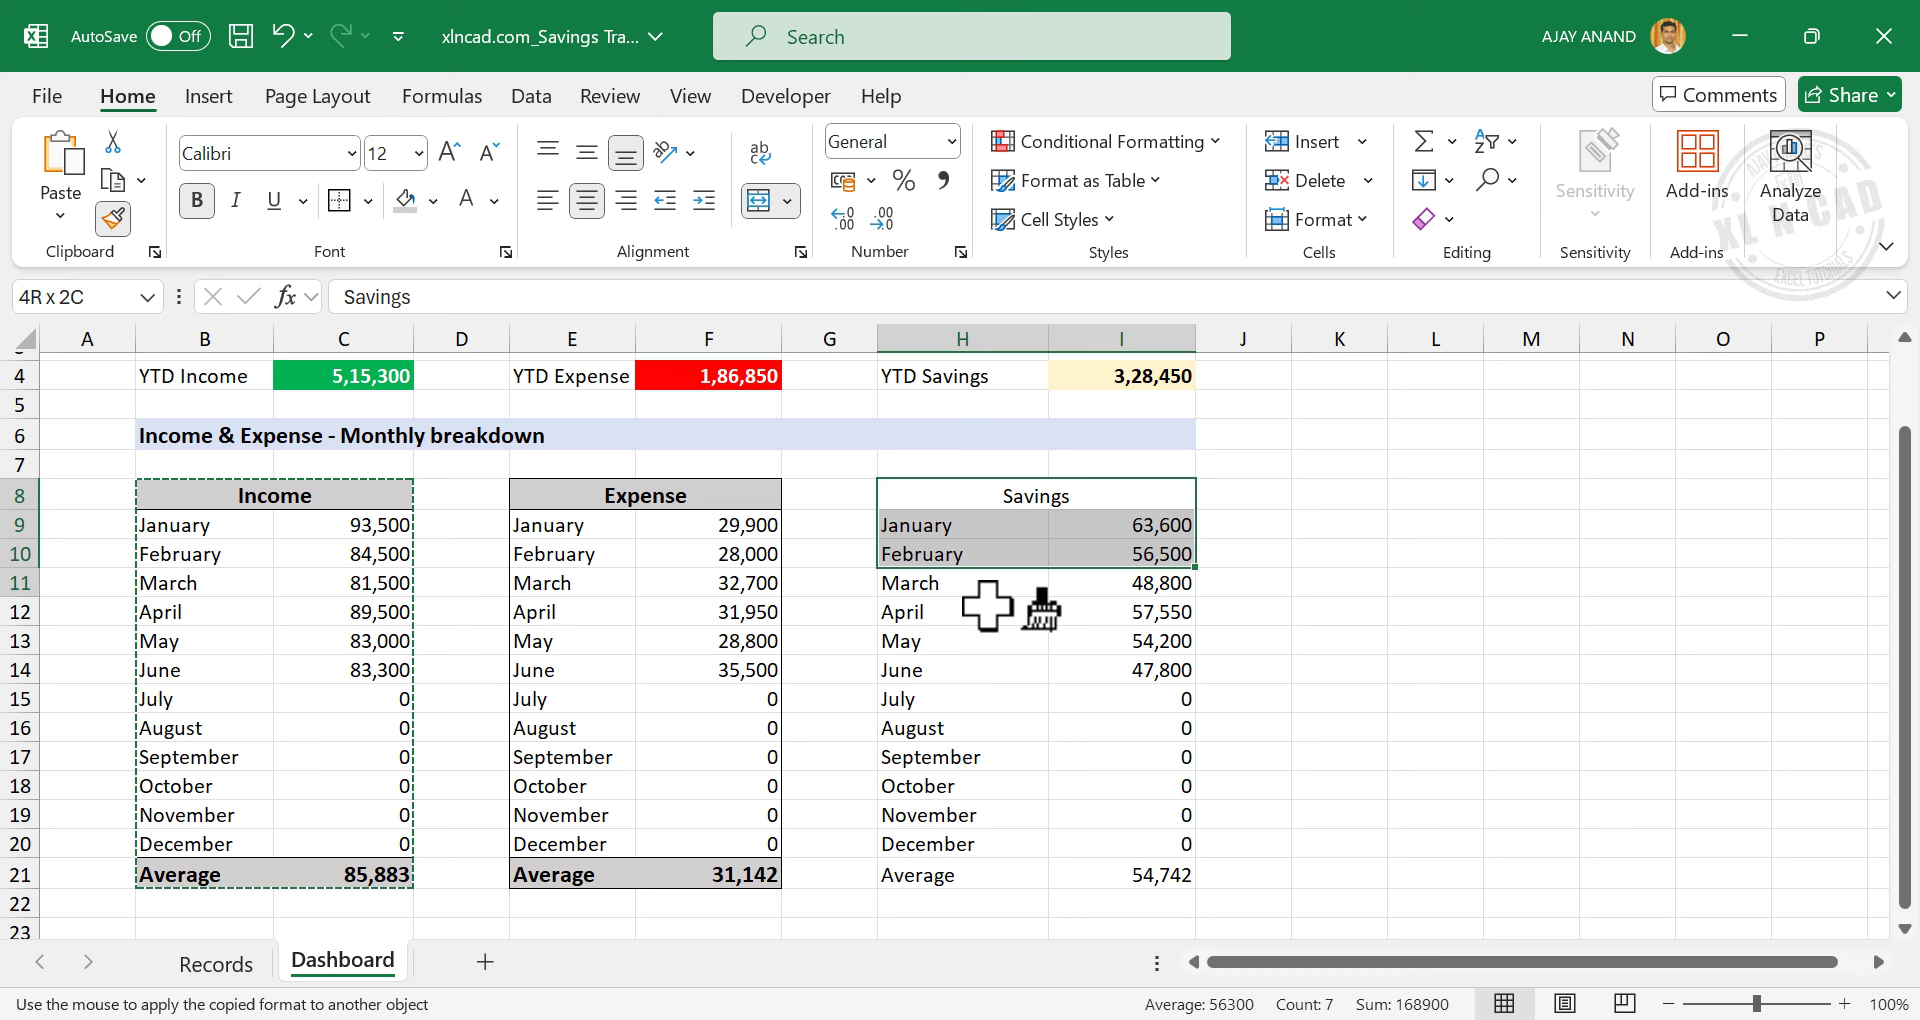 AutoSave Off xlncad.com_Savings Tra... Search AJAY ANAND
File Home Insert Page Layout Formulas Data Review View Developer Help Comments Share
Paste Calibri 12 General Conditional Formatting Insert
B I U A Format as Table Delete Sensitivity Add-ins Analyze Data
Cell Styles Format
Clipboard Font Alignment Number Styles Cells Editing Sensitivity Add-ins
XL N CAD
EXCEL TUTORIALS
4R x 2C fx Savings
A B C D E F G H I J K L M N O P
4 YTD Income 5,15,300 YTD Expense 1,86,850 YTD Savings 3,28,450
5
6 Income & Expense - Monthly breakdown
7
8 Income Expense Savings
9 January 93,500 January 29,900 January 63,600
10 February 84,500 February 28,000 February 56,500
11 March 81,500 March 32,700 March 48,800
12 April 89,500 April 31,950 April 57,550
13 May 83,000 May 28,800 May 54,200
14 June 83,300 June 35,500 June 47,800
15 July 0 July 0 July 0
16 August 0 August 0 August 0
17 September 0 September 0 September 0
18 October 0 October 0 October 0
19 November 0 November 0 November 0
20 December 0 December 0 December 0
21 Average 85,883 Average 31,142 Average 54,742
22
23
Records Dashboard
Use the mouse to apply the copied format to another object Average: 56300 Count: 7 Sum: 168900 100%